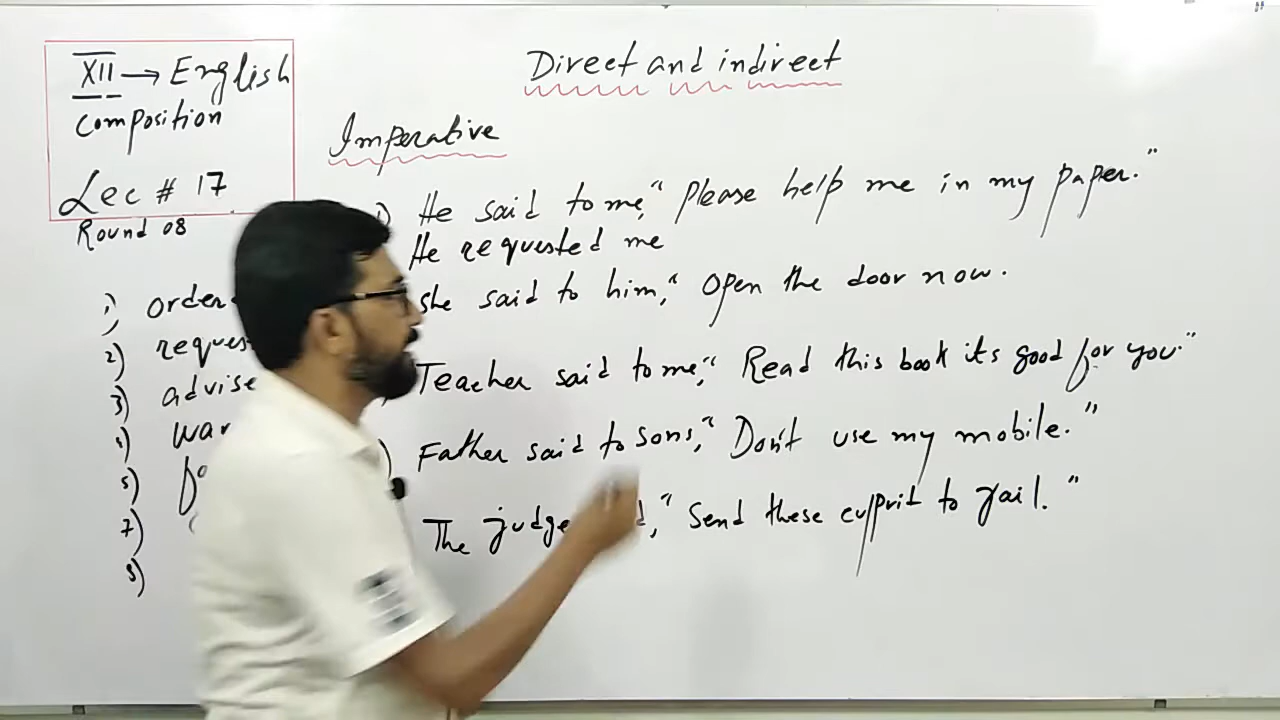 XII → English
composition
Lec # 17
Round 08
Direct and indirect
Imperative
1) He said to me," Please help me in my paper."
He requested me
she said to him," open the door now.
Teacher said to me," Read this book its good for you."
Father said to sons," Don't use my mobile."
The judge ," Send these culprit to jail."
1) order
2) reques
3) advise
4) war
5) fo
7)
8)